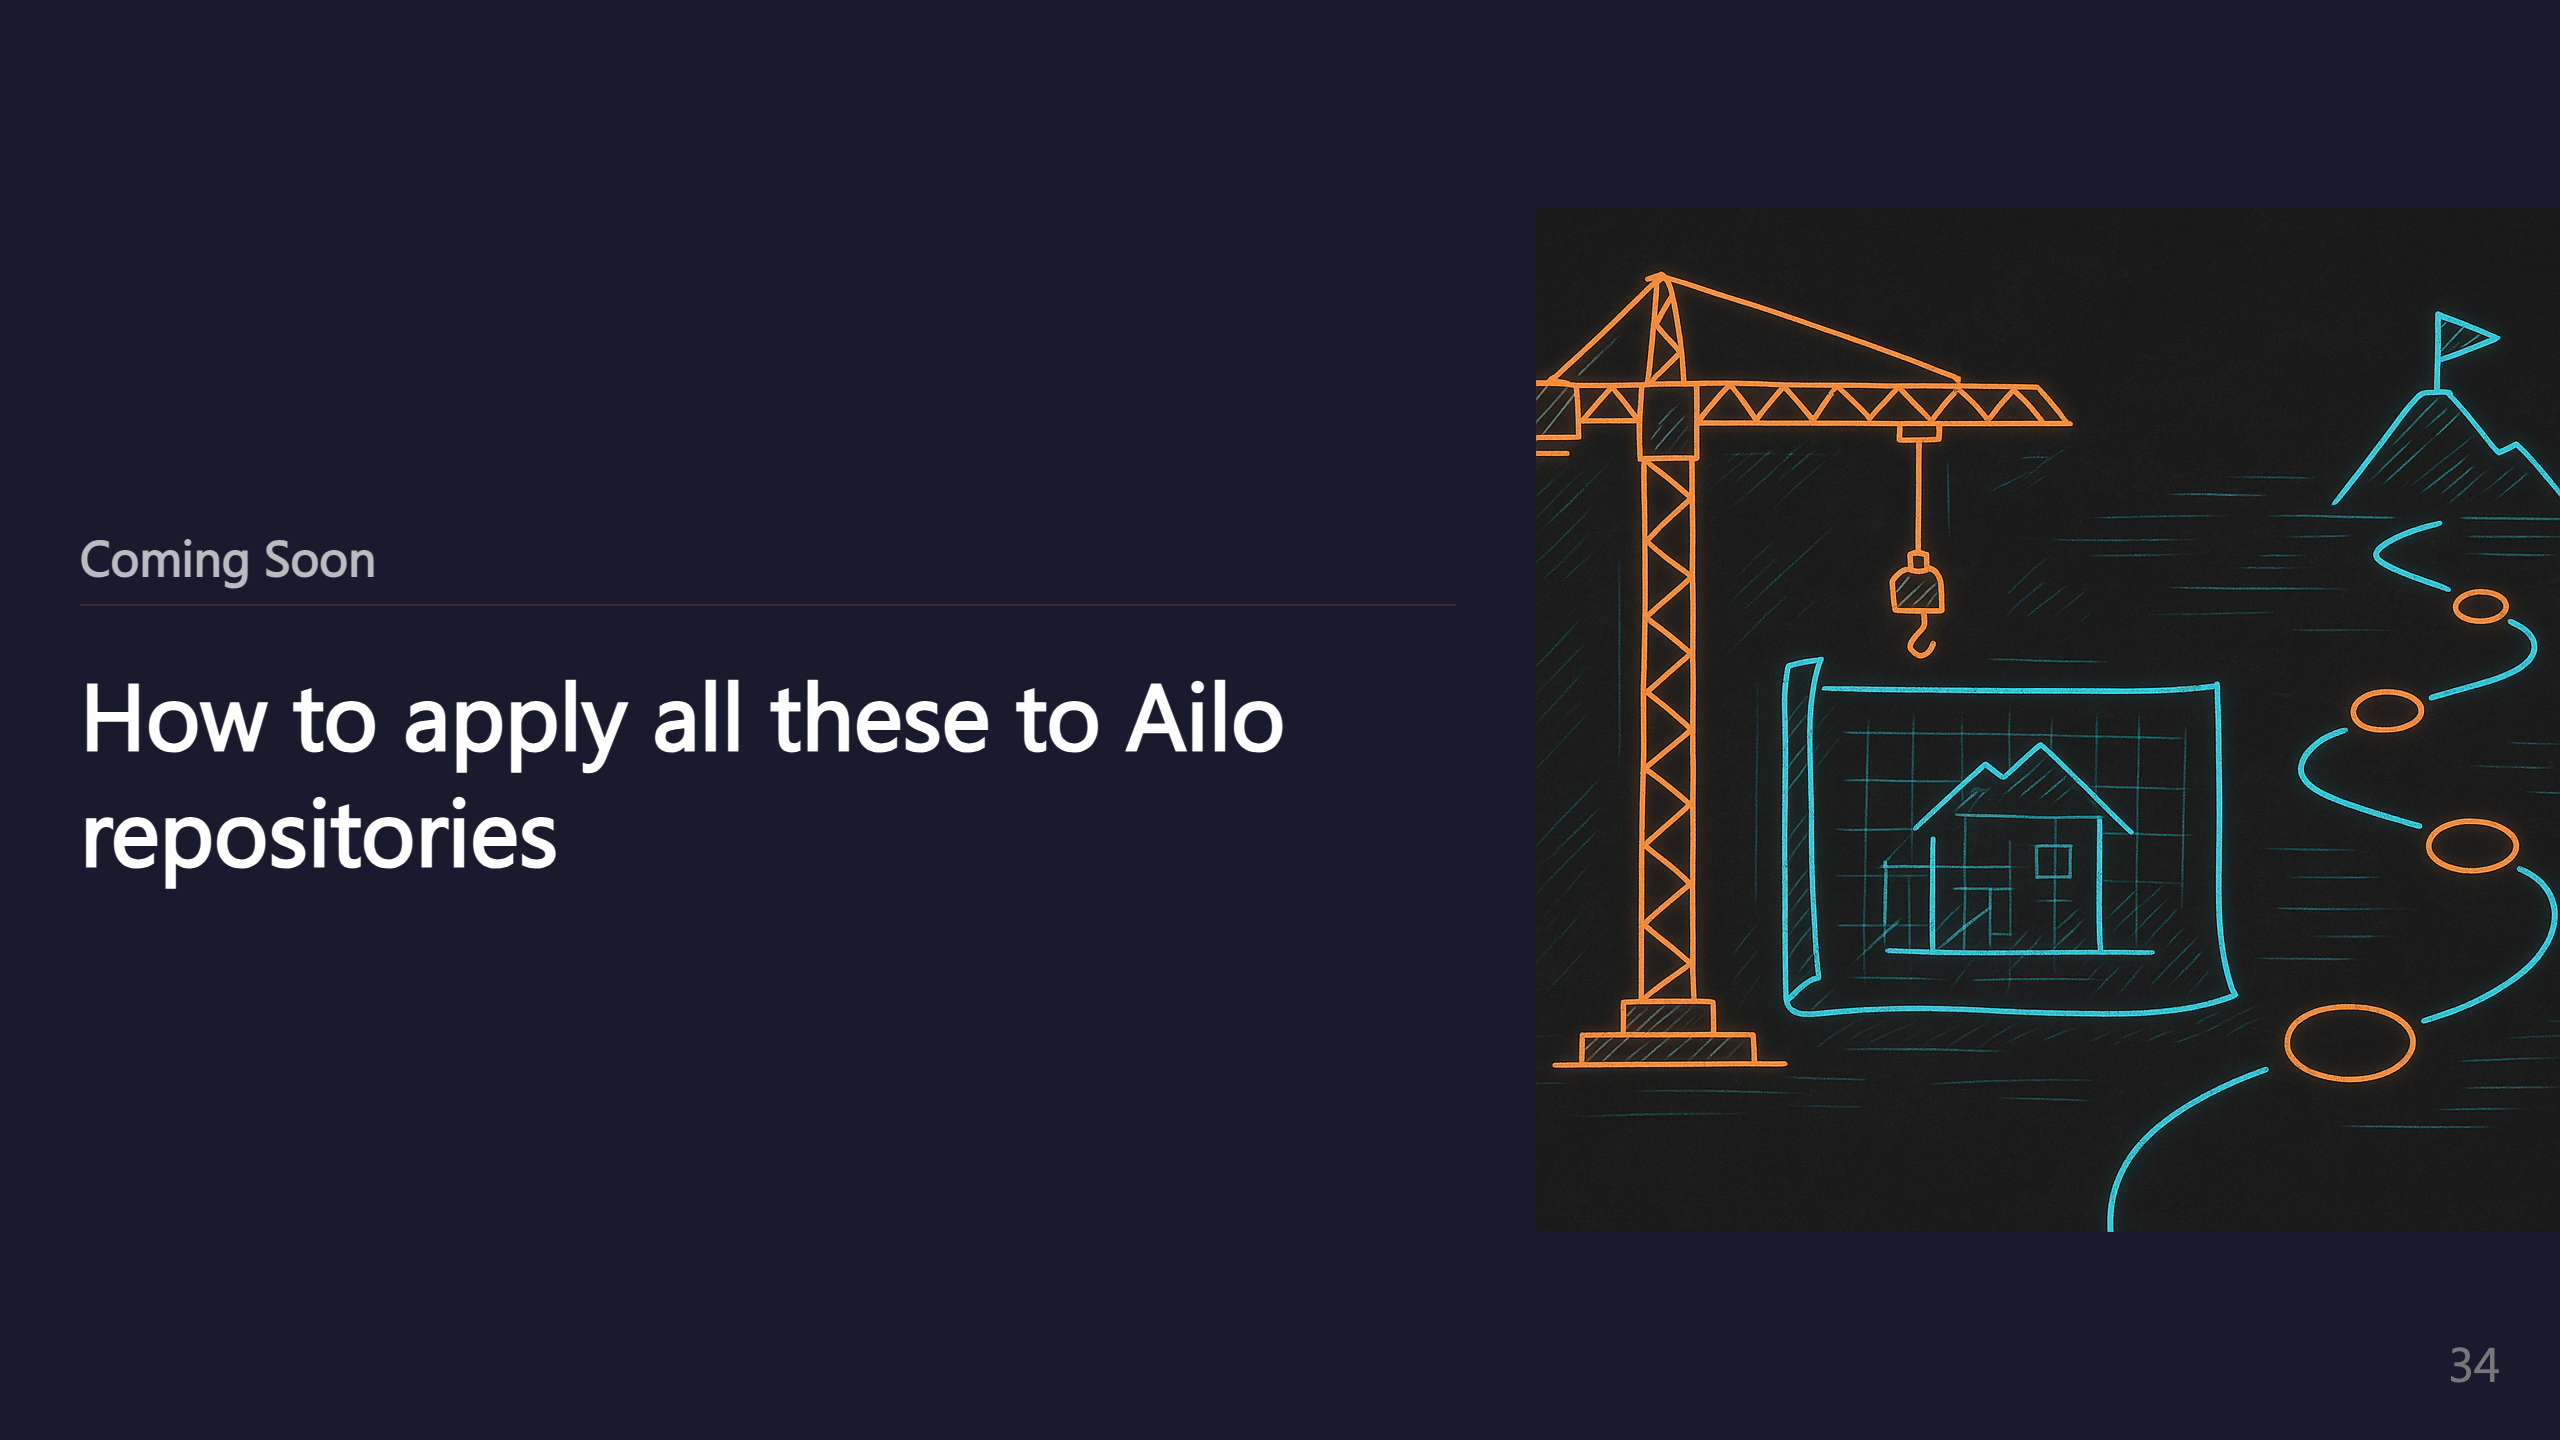 Coming Soon
How to apply all these to Ailo
repositories
34